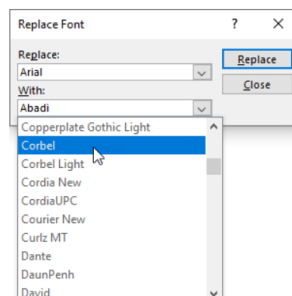 Replace Font
?
Replace:
Arial
Replace
With:
Close
Abadi
Copperplate Gothic Light
Corbel
Corbel Light
Cordia New
CordiaUPC
Courier New
Curlz MT
Dante
DaunPenh
David